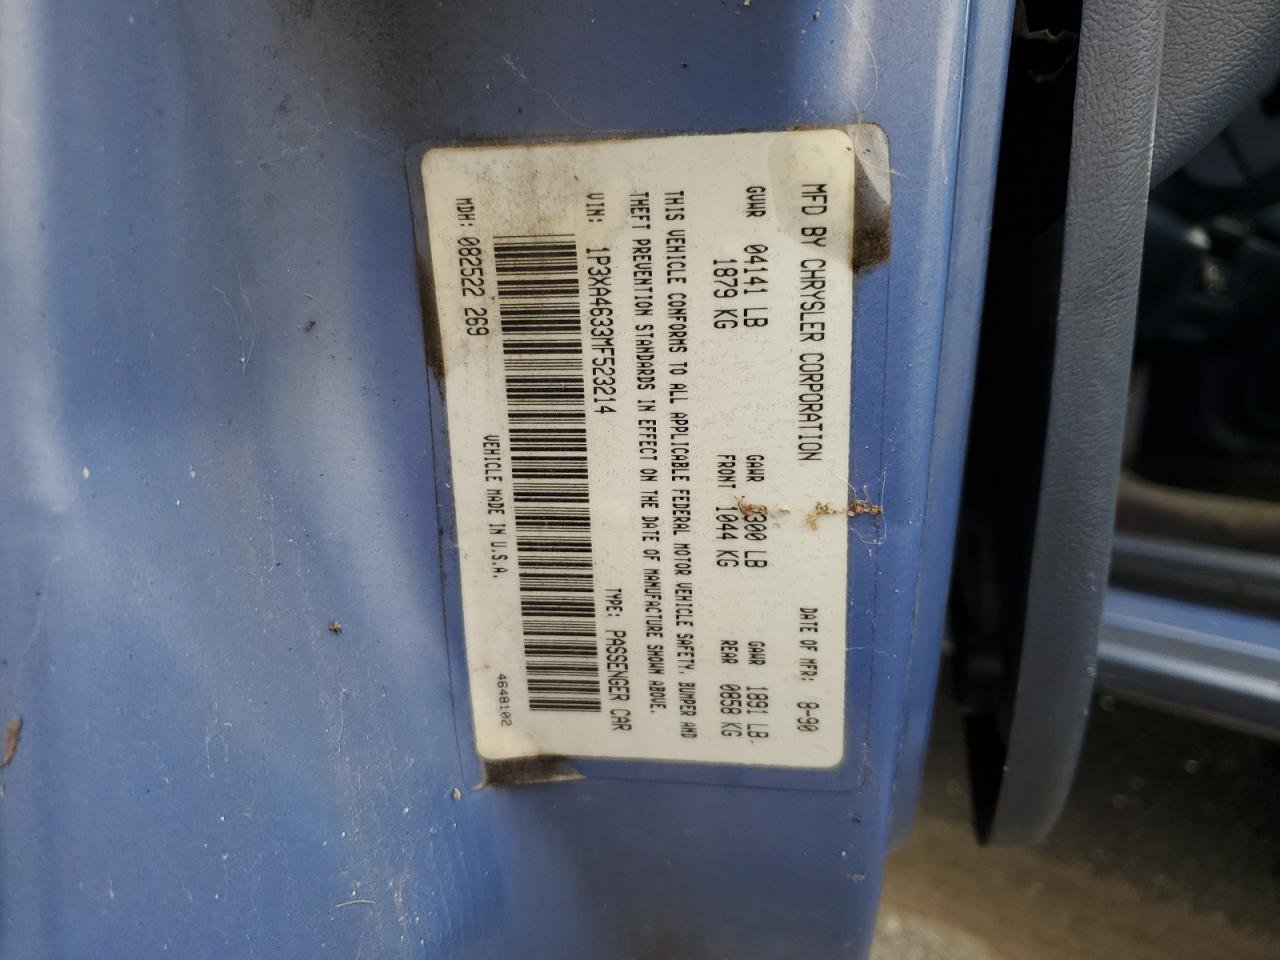 MFD BY CHRYSLER CORPORATION DATE OF MFR: 8-90
GVWR 04141 LB GAWR 2300 LB GAWR 1891 LB
1879 KG FRONT 1044 KG REAR 0858 KG
THIS VEHICLE CONFORMS TO ALL APPLICABLE FEDERAL MOTOR VEHICLE SAFETY, BUMPER AND
THEFT PREVENTION STANDARDS IN EFFECT ON THE DATE OF MANUFACTURE SHOWN ABOVE.
VIN: 1P3XA4633MF523214 TYPE: PASSENGER CAR
VEHICLE MADE IN U.S.A. 4648102
MDH: 082522 269